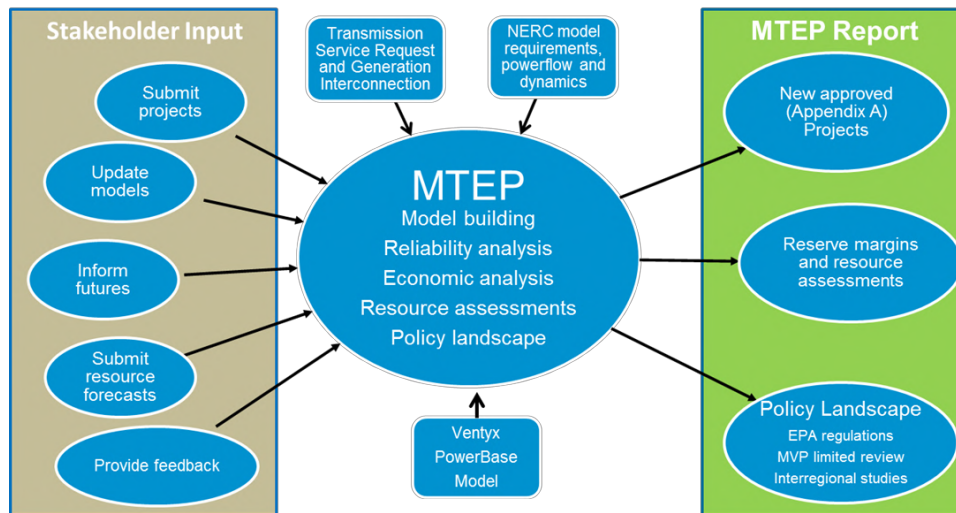 Stakeholder Input
Submit
projects
Update
models
Inform
futures
Submit
resource
forecasts
Provide feedback
Transmission
Service Request
and Generation
Interconnection
NERC model
requirements,
powerflow and
dynamics
MTEP
Model building
Reliability analysis
Economic analysis
Resource assessments
Policy landscape
Ventyx
PowerBase
Model
MTEP Report
New approved
(Appendix A)
Projects
Reserve margins
and resource
assessments
Policy Landscape
EPA regulations
MVP limited review
Interregional studies